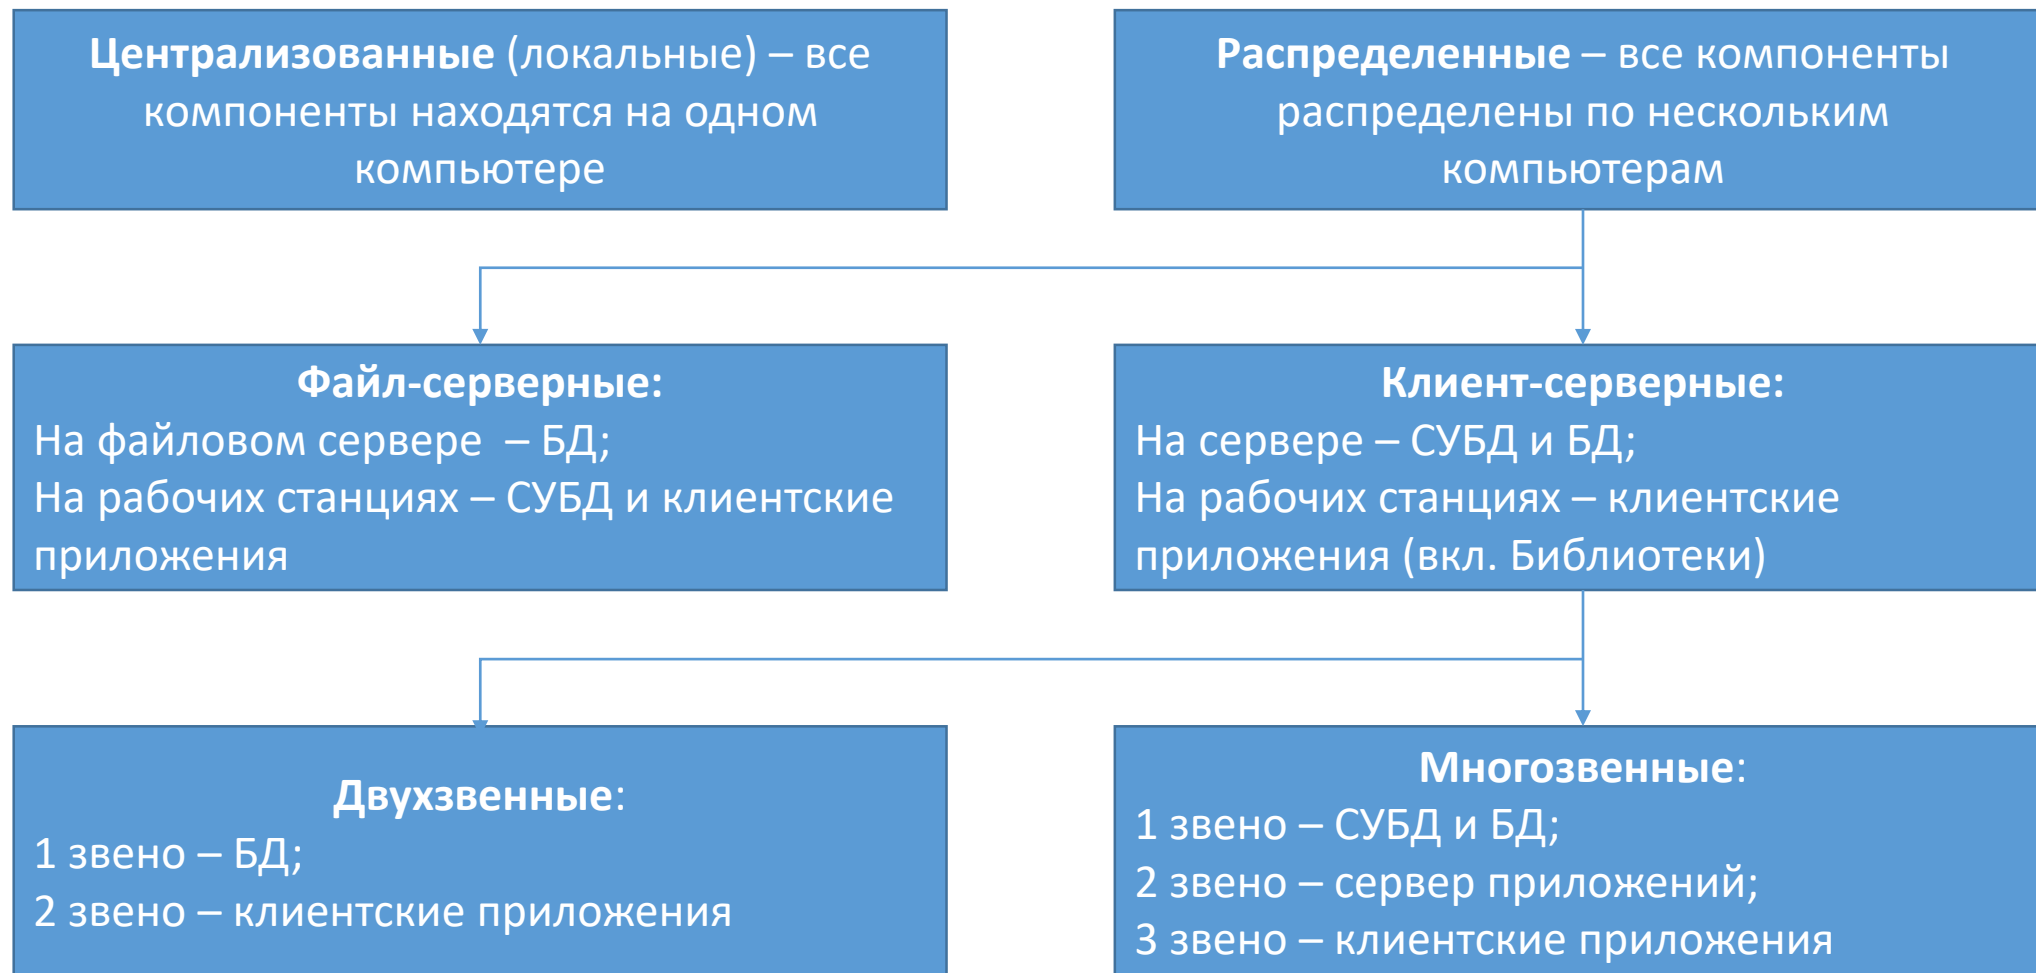 Централизованные (локальные) – все
компоненты находятся на одном
компьютере
Распределенные – все компоненты
распределены по нескольким
компьютерам
Файл-серверные:
На файловом сервере – БД;
На рабочих станциях – СУБД и клиентские
приложения
Клиент-серверные:
На сервере – СУБД и БД;
На рабочих станциях – клиентские
приложения (вкл. Библиотеки)
Двухзвенные:
1 звено – БД;
2 звено – клиентские приложения
Многозвенные:
1 звено – СУБД и БД;
2 звено – сервер приложений;
3 звено – клиентские приложения